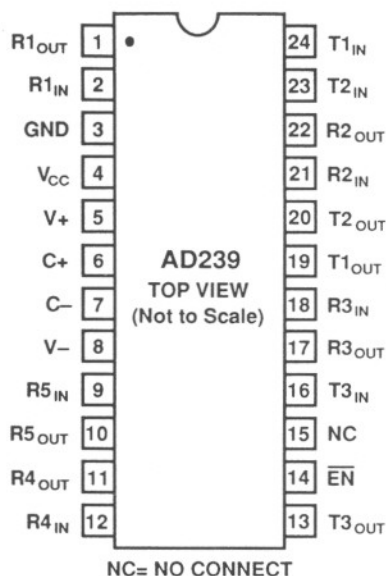 R1OUT 1 24 T1IN
R1IN 2 23 T2IN
GND 3 22 R2OUT
VCC 4 21 R2IN
V+ 5 20 T2OUT
C+ 6 AD239 19 T1OUT
C– 7 TOP VIEW 18 R3IN
(Not to Scale)
V– 8 17 R3OUT
R5IN 9 16 T3IN
R5OUT 10 15 NC
R4OUT 11 14 E̅N̅
R4IN 12 13 T3OUT
NC= NO CONNECT